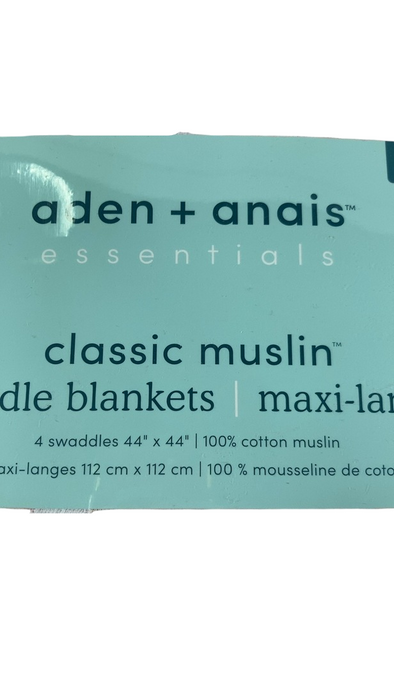 aden + anais™
essentials
classic muslin™
dle blankets | maxi-lan
4 swaddles 44" x 44" | 100% cotton muslin
axi-langes 112 cm x 112 cm | 100 % mousseline de coto